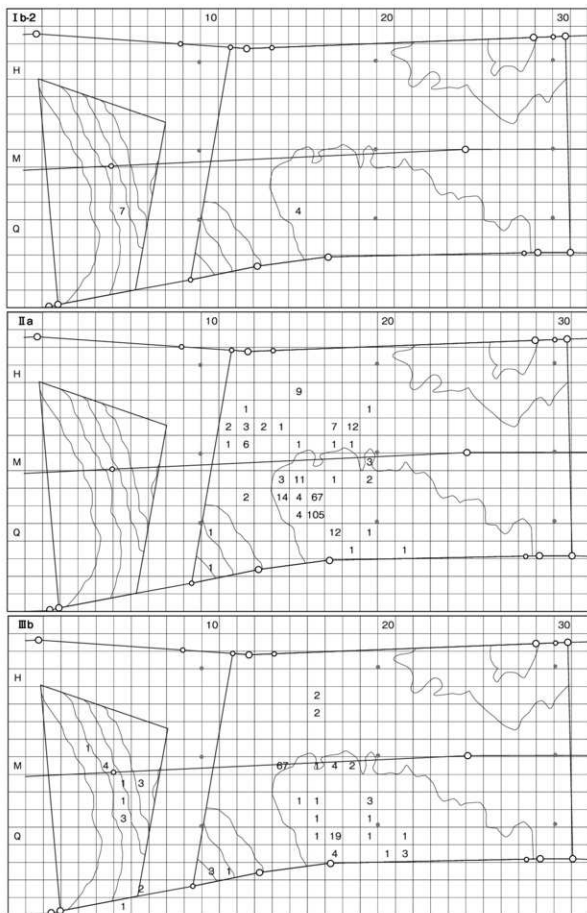 Ⅰb-2 10 20 30
H
M
7 4
Q
Ⅱa 10 20 30
9
H
1 1
2 3 2 1 7 12
1 6 1 1 1
M
3
3 11 1 2
2 14 4 67
4 105
Q 1 12 1
1 1
1
Ⅲb 10 20 30
H
2
2
1
M 4 67 1 4 2
1 3
1 1 1 3
3 1 1
Q 1 19 1 1
4 1 3
3 1
2
1